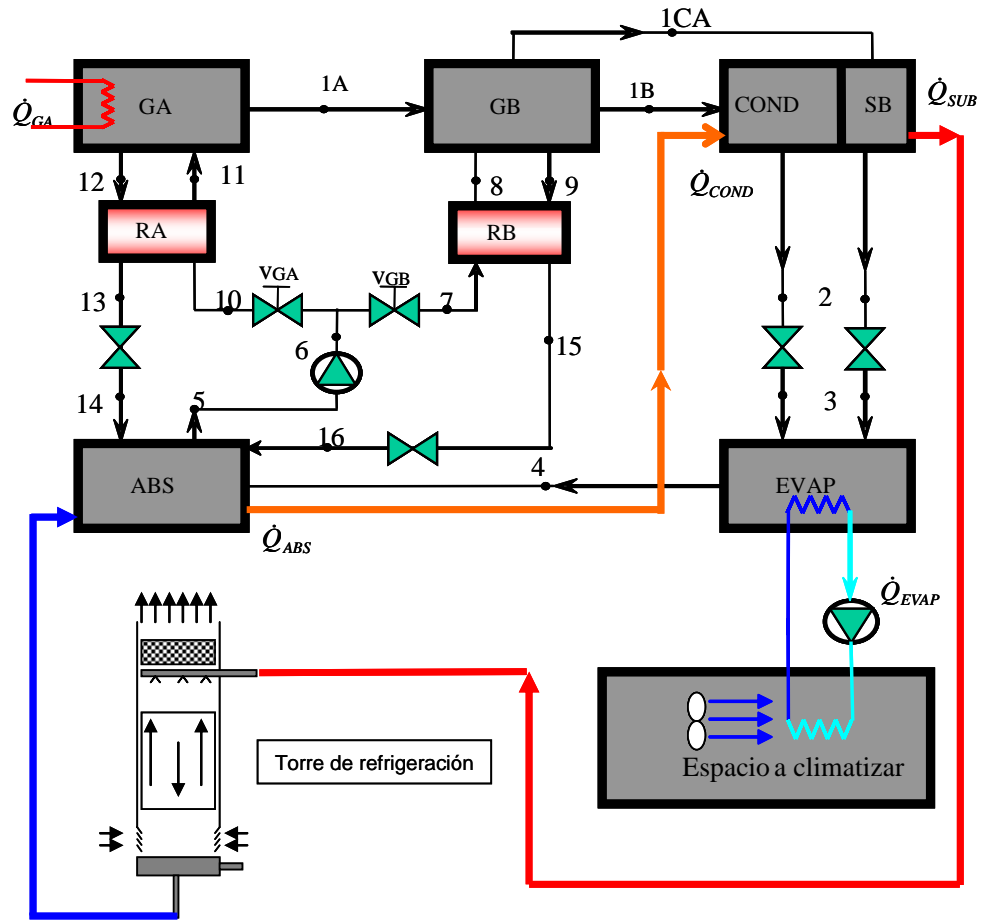 1CA
1A
1B
GA
GB
COND
SB
Q̇SUB
Q̇GA
12
11
8
9
Q̇COND
RA
RB
VGA
VGB
13
10
7
2
6
15
14
5
3
16
4
ABS
EVAP
Q̇ABS
Q̇EVAP
Torre de refrigeración
Espacio a climatizar